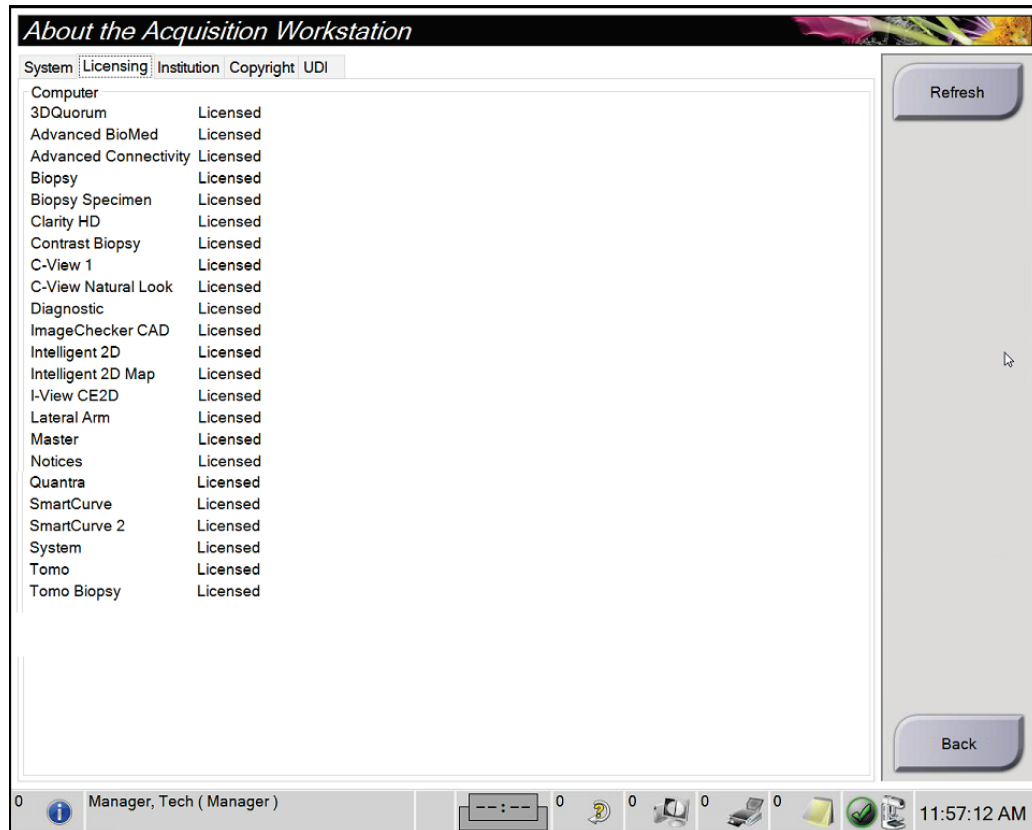 About the Acquisition Workstation
System Licensing Institution Copyright UDI
Computer
3DQuorum Licensed
Advanced BioMed Licensed
Advanced Connectivity Licensed
Biopsy Licensed
Biopsy Specimen Licensed
Clarity HD Licensed
Contrast Biopsy Licensed
C-View 1 Licensed
C-View Natural Look Licensed
Diagnostic Licensed
ImageChecker CAD Licensed
Intelligent 2D Licensed
Intelligent 2D Map Licensed
I-View CE2D Licensed
Lateral Arm Licensed
Master Licensed
Notices Licensed
Quantra Licensed
SmartCurve Licensed
SmartCurve 2 Licensed
System Licensed
Tomo Licensed
Tomo Biopsy Licensed
Refresh
Back
0 Manager, Tech ( Manager ) --:-- 0 0 0 0 11:57:12 AM